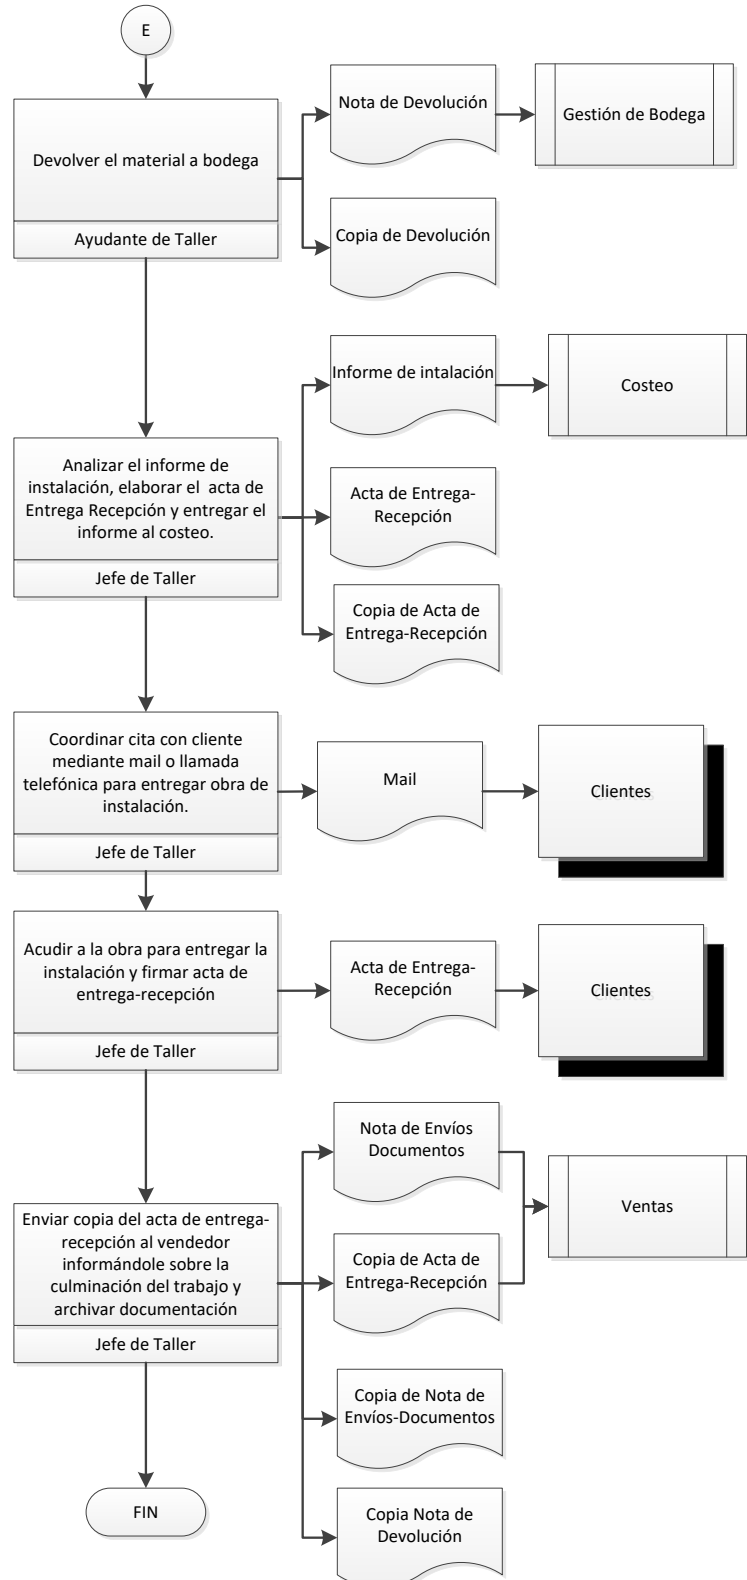 E
Devolver el material a bodega
Ayudante de Taller
Nota de Devolución
Gestión de Bodega
Copia de Devolución
Informe de intalación
Costeo
Analizar el informe de
instalación, elaborar el acta de
Entrega Recepción y entregar el
informe al costeo.
Jefe de Taller
Acta de Entrega-
Recepción
Copia de Acta de
Entrega-Recepción
Coordinar cita con cliente
mediante mail o llamada
telefónica para entregar obra de
instalación.
Jefe de Taller
Mail
Clientes
Acudir a la obra para entregar la
instalación y firmar acta de
entrega-recepción
Jefe de Taller
Acta de Entrega-
Recepción
Clientes
Nota de Envíos
Documentos
Ventas
Enviar copia del acta de entrega-
recepción al vendedor
informándole sobre la
culminación del trabajo y
archivar documentación
Jefe de Taller
Copia de Acta de
Entrega-Recepción
Copia de Nota de
Envíos-Documentos
FIN
Copia Nota de
Devolución